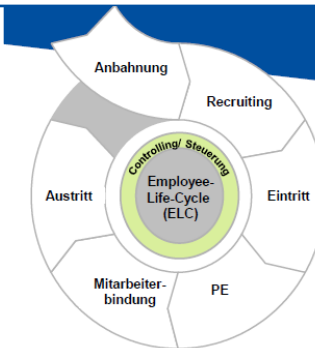 Anbahnung
Recruiting
Controlling/ Steuerung
Employee-
Life-Cycle
(ELC)
Austritt
Eintritt
Mitarbeiter-
bindung
PE